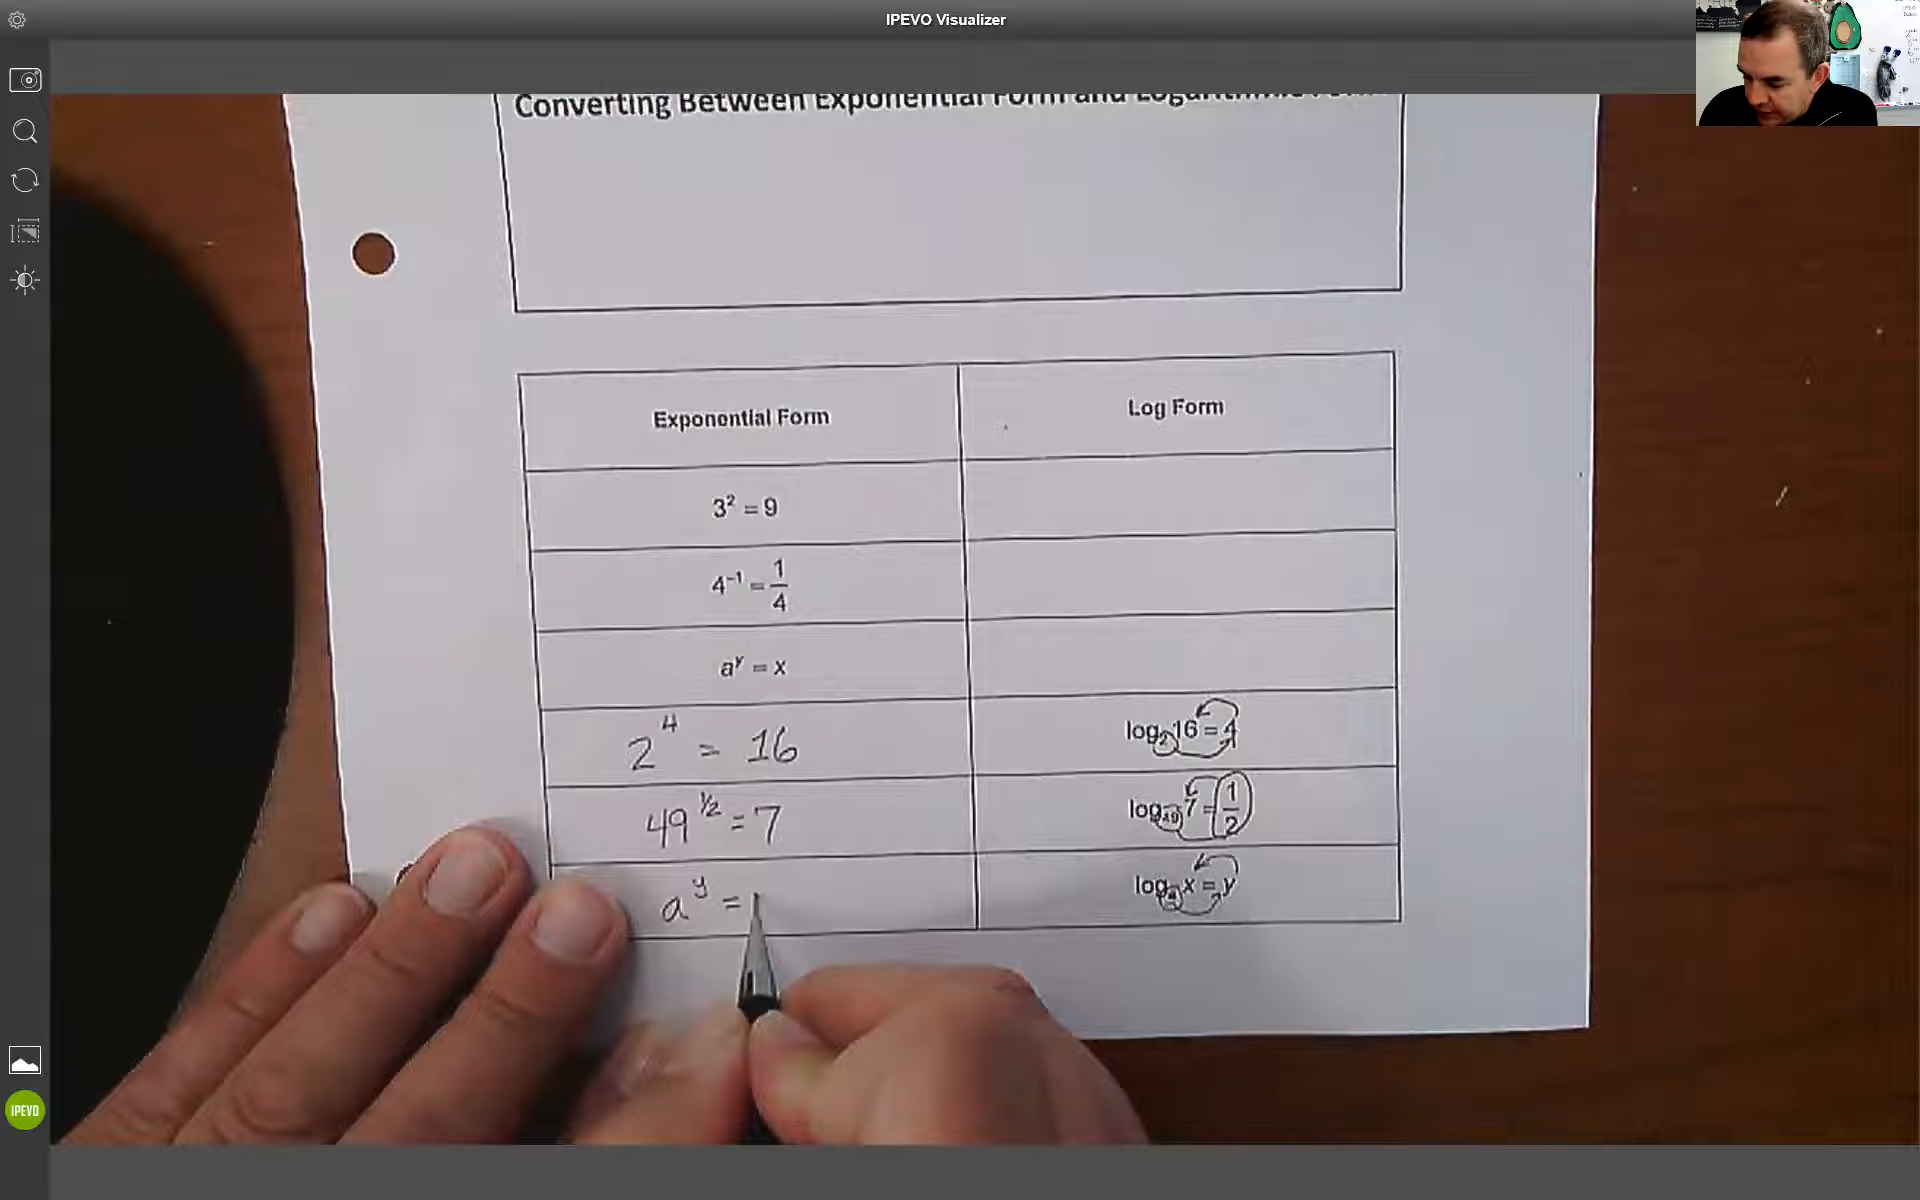 IPEVO Visualizer
Converting Between Exponential Form and Logarithmic
Exponential Form Log Form
3² = 9
4⁻¹ = 1/4
aʸ = x
2⁴ = 16 log₂ 16 = 4
49^½ = 7 log₄₉ 7 = 1/2
aʸ = logₐ x = y
IPEVO